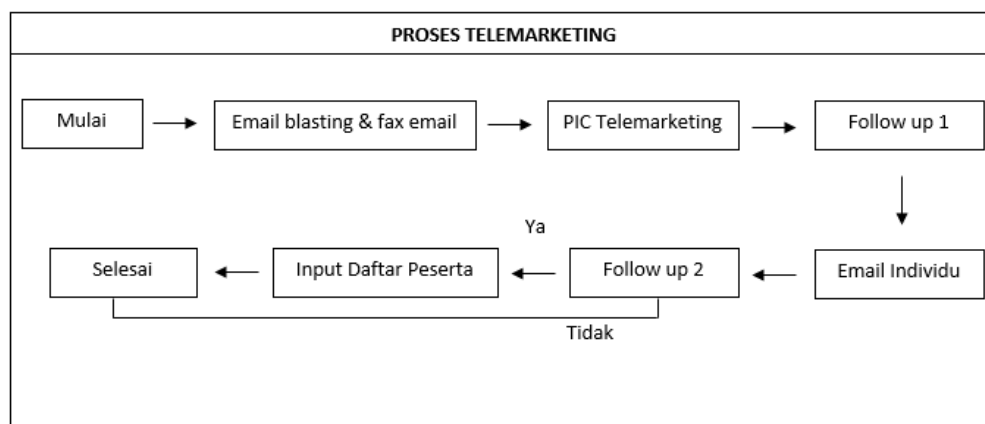 PROSES TELEMARKETING
Mulai
Email blasting & fax email
PIC Telemarketing
Follow up 1
Email Individu
Follow up 2
Ya
Input Daftar Peserta
Selesai
Tidak